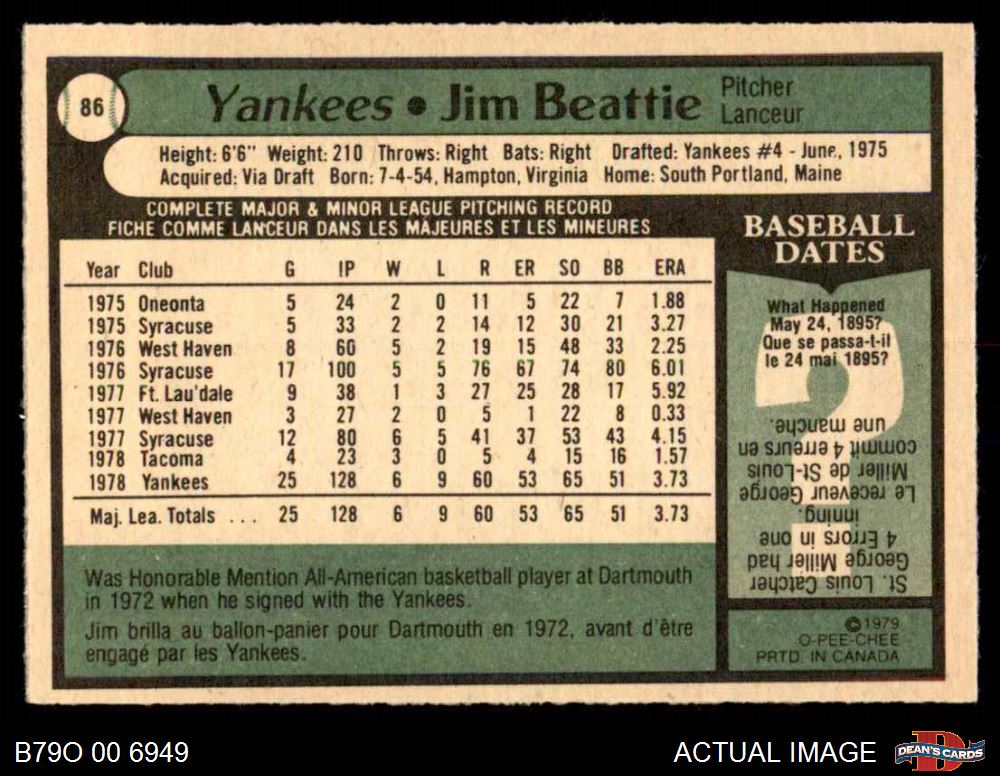 86
Yankees • Jim Beattie
Pitcher
Lanceur
Height: 6'6" Weight: 210 Throws: Right Bats: Right Drafted: Yankees #4 - June, 1975
Acquired: Via Draft Born: 7-4-54, Hampton, Virginia Home: South Portland, Maine
COMPLETE MAJOR & MINOR LEAGUE PITCHING RECORD
FICHE COMME LANCEUR DANS LES MAJEURES ET LES MINEURES
Year Club G IP W L R ER SO BB ERA
1975 Oneonta 5 24 2 0 11 5 22 7 1.88
1975 Syracuse 5 33 2 2 14 12 30 21 3.27
1976 West Haven 8 60 5 2 19 15 48 33 2.25
1976 Syracuse 17 100 5 5 76 67 74 80 6.01
1977 Ft. Lau'dale 9 38 1 3 27 25 28 17 5.92
1977 West Haven 3 27 2 0 5 1 22 8 0.33
1977 Syracuse 12 80 6 5 41 37 53 43 4.15
1978 Tacoma 4 23 3 0 5 4 15 16 1.57
1978 Yankees 25 128 6 9 60 53 65 51 3.73
Maj. Lea. Totals ... 25 128 6 9 60 53 65 51 3.73
Was Honorable Mention All-American basketball player at Dartmouth
in 1972 when he signed with the Yankees.
Jim brilla au ballon-panier pour Dartmouth en 1972, avant d'être
engagé par les Yankees.
BASEBALL
DATES
What Happened
May 24, 1895?
Que se passa-t-il
le 24 mai 1895?
St. Louis Catcher
George Miller had
4 Errors in one
inning.
Le receveur George
Miller de St-Louis
commit 4 erreurs en
une manche.
©1979
O-PEE-CHEE
PRTD. IN CANADA
B79O 00 6949
ACTUAL IMAGE
DEAN'S CARDS